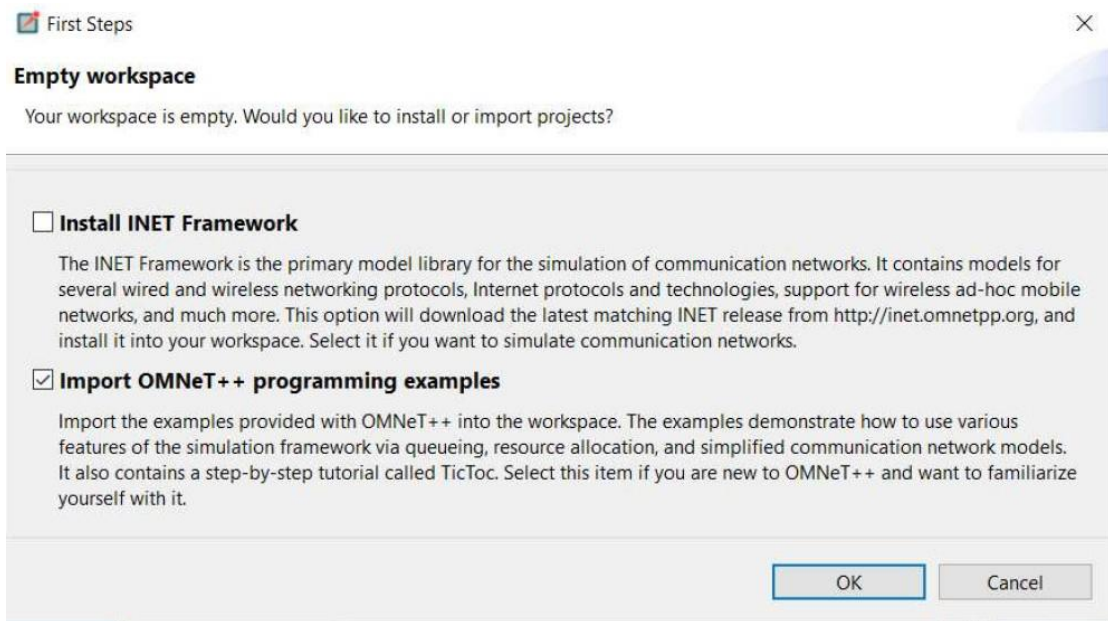 First Steps
Empty workspace
Your workspace is empty. Would you like to install or import projects?
Install INET Framework
The INET Framework is the primary model library for the simulation of communication networks. It contains models for
several wired and wireless networking protocols, Internet protocols and technologies, support for wireless ad-hoc mobile
networks, and much more. This option will download the latest matching INET release from http://inet.omnetpp.org, and
install it into your workspace. Select it if you want to simulate communication networks.
Import OMNeT++ programming examples
Import the examples provided with OMNeT++ into the workspace. The examples demonstrate how to use various
features of the simulation framework via queueing, resource allocation, and simplified communication network models.
It also contains a step-by-step tutorial called TicToc. Select this item if you are new to OMNeT++ and want to familiarize
yourself with it.
OK Cancel